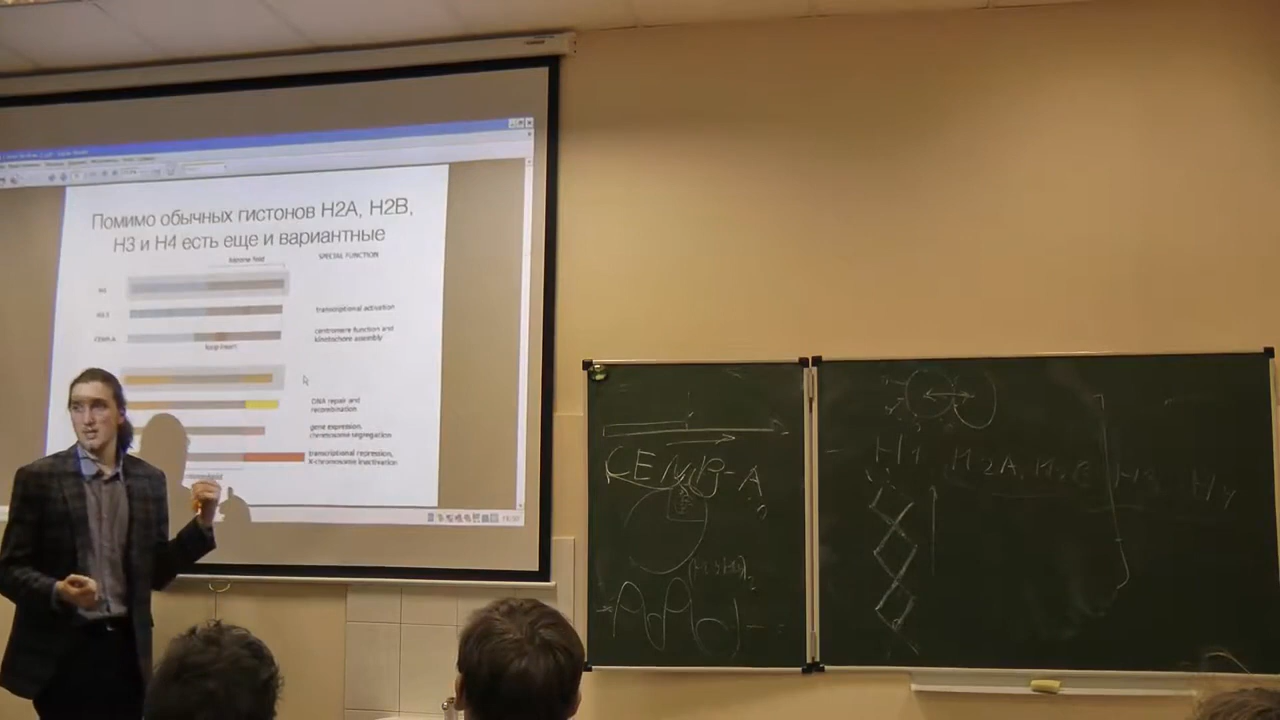 Помимо обычных гистонов H2A, H2B,
H3 и H4 есть еще и вариантные
histone fold
SPECIAL FUNCTION
H3
H3.3
transcriptional activation
CENP-A
centromere function and
kinetochore assembly
loop insert
DNA repair and
recombination
gene expression,
chromosome segregation
transcriptional repression,
X-chromosome inactivation
CENP-A
H1
H2A, H2B
H3
H4